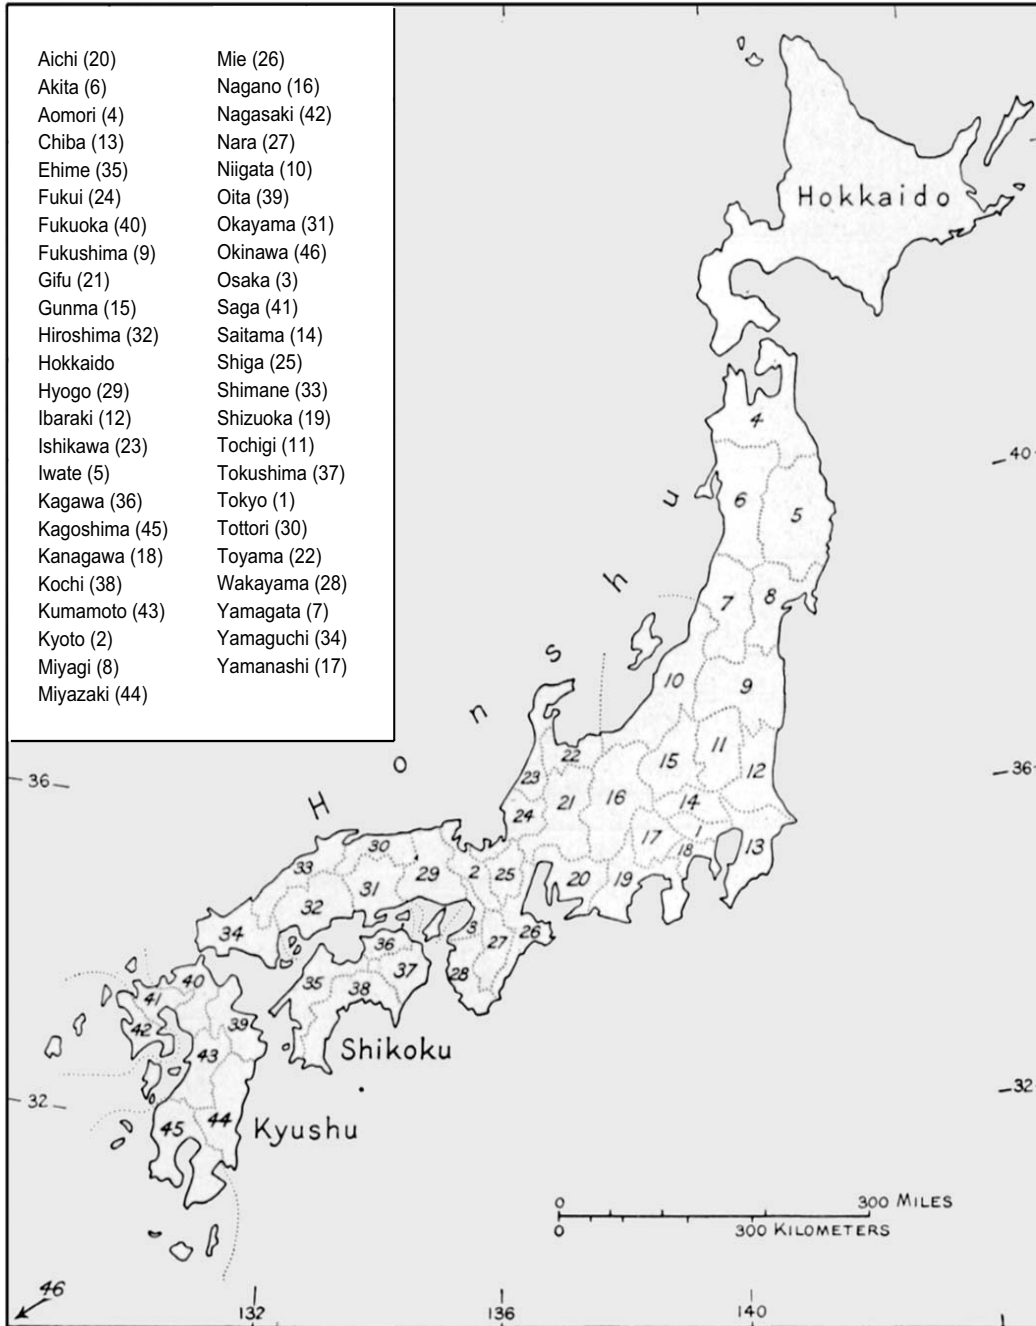 Aichi (20)
Akita (6)
Aomori (4)
Chiba (13)
Ehime (35)
Fukui (24)
Fukuoka (40)
Fukushima (9)
Gifu (21)
Gunma (15)
Hiroshima (32)
Hokkaido
Hyogo (29)
Ibaraki (12)
Ishikawa (23)
Iwate (5)
Kagawa (36)
Kagoshima (45)
Kanagawa (18)
Kochi (38)
Kumamoto (43)
Kyoto (2)
Miyagi (8)
Miyazaki (44)
Mie (26)
Nagano (16)
Nagasaki (42)
Nara (27)
Niigata (10)
Oita (39)
Okayama (31)
Okinawa (46)
Osaka (3)
Saga (41)
Saitama (14)
Shiga (25)
Shimane (33)
Shizuoka (19)
Tochigi (11)
Tokushima (37)
Tokyo (1)
Tottori (30)
Toyama (22)
Wakayama (28)
Yamagata (7)
Yamaguchi (34)
Yamanashi (17)
Hokkaido
4
40
6
5
7
8
10
9
Honshu
22
15
11
12
36
36
23
16
21
14
24
17
1
18
13
30
33
29
2
25
20
19
31
32
34
3
27
26
36
37
28
35
38
40
41
42
39
43
Shikoku
32
32
44
45
Kyushu
0 300 MILES
0 300 KILOMETERS
46
132
136
140